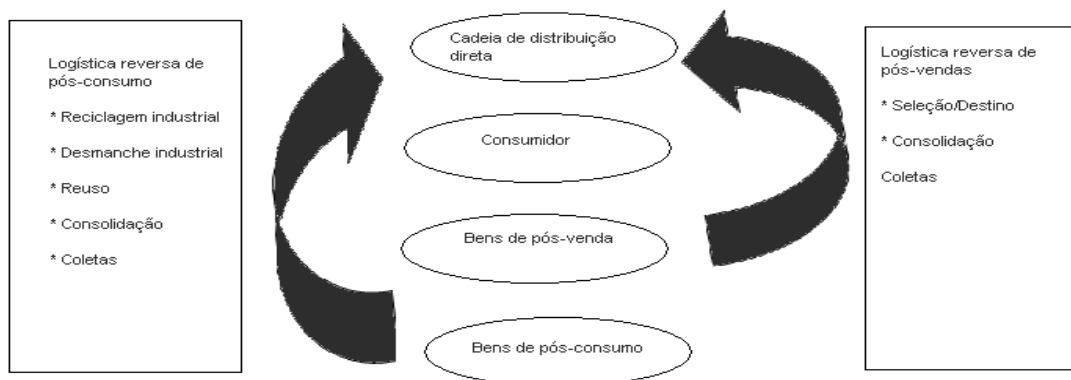 Logística reversa de
pós-consumo
* Reciclagem industrial
* Desmanche industrial
* Reuso
* Consolidação
* Coletas
Cadeia de distribuição
direta
Consumidor
Bens de pós-venda
Bens de pós-consumo
Logística reversa de
pós-vendas
* Seleção/Destino
* Consolidação
Coletas